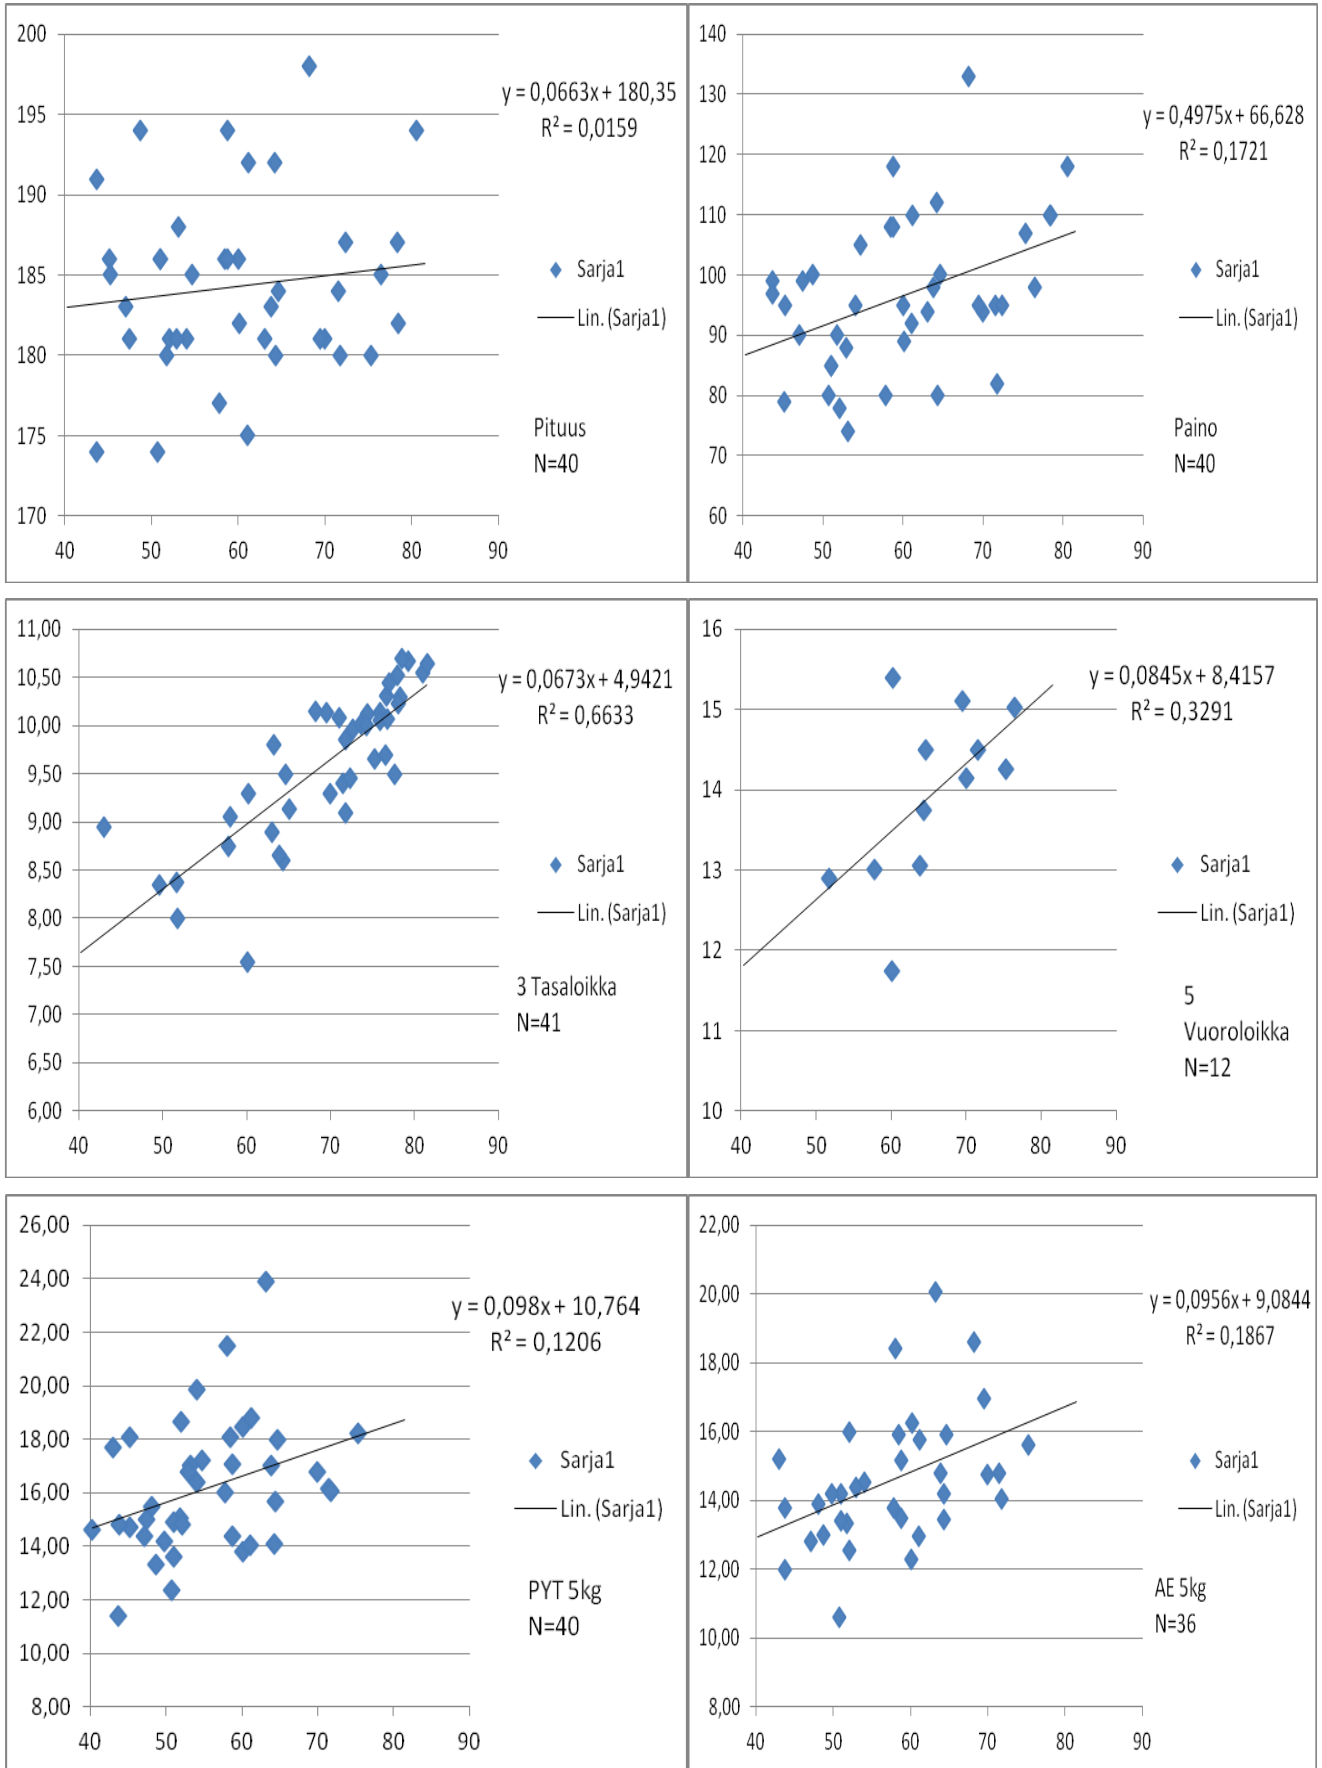 200
195
190
185
180
175
170
40 50 60 70 80 90
y = 0,0663x + 180,35
R² = 0,0159
Sarja1
Lin. (Sarja1)
Pituus
N=40
140
130
120
110
100
90
80
70
60
40 50 60 70 80 90
y = 0,4975x + 66,628
R² = 0,1721
Sarja1
Lin. (Sarja1)
Paino
N=40
11,00
10,50
10,00
9,50
9,00
8,50
8,00
7,50
7,00
6,50
6,00
40 50 60 70 80 90
y = 0,0673x + 4,9421
R² = 0,6633
Sarja1
Lin. (Sarja1)
3 Tasaloikka
N=41
16
15
14
13
12
11
10
40 50 60 70 80 90
y = 0,0845x + 8,4157
R² = 0,3291
Sarja1
Lin. (Sarja1)
5
Vuoroloikka
N=12
26,00
24,00
22,00
20,00
18,00
16,00
14,00
12,00
10,00
8,00
40 50 60 70 80 90
y = 0,098x + 10,764
R² = 0,1206
Sarja1
Lin. (Sarja1)
PYT 5kg
N=40
22,00
20,00
18,00
16,00
14,00
12,00
10,00
8,00
40 50 60 70 80 90
y = 0,0956x + 9,0844
R² = 0,1867
Sarja1
Lin. (Sarja1)
AE 5kg
N=36